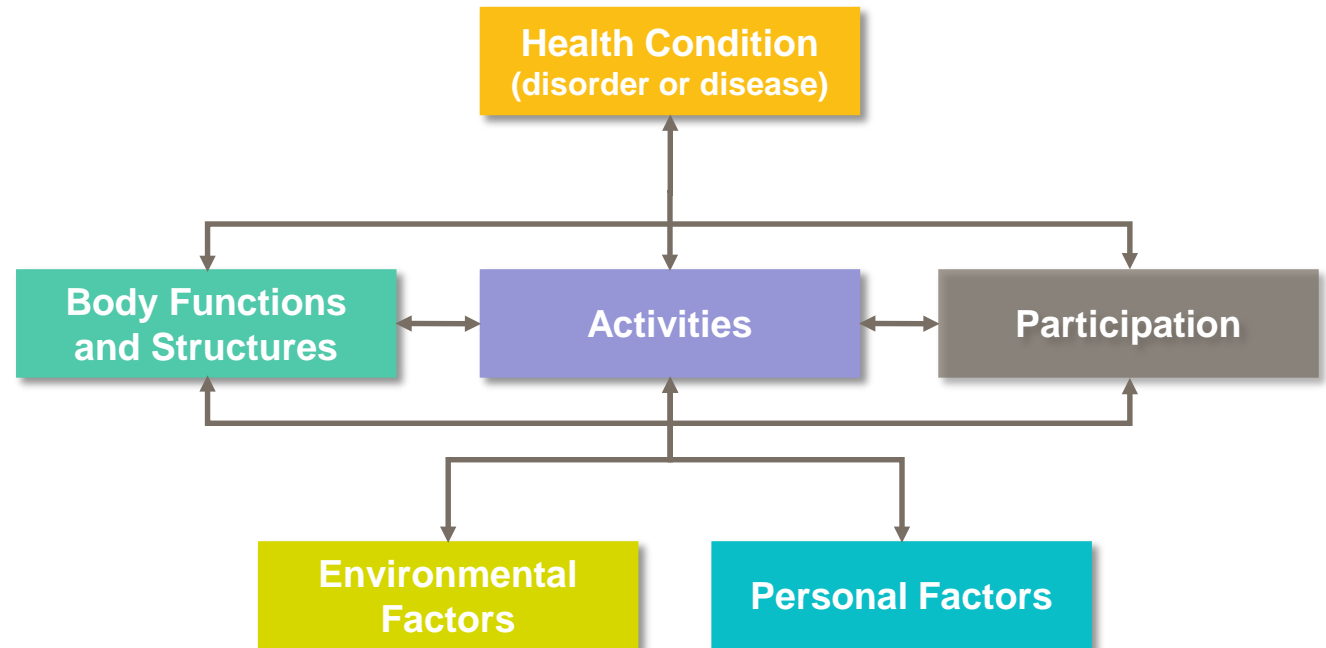 Health Condition
(disorder or disease)
Body Functions
and Structures
Activities
Participation
Environmental
Factors
Personal Factors